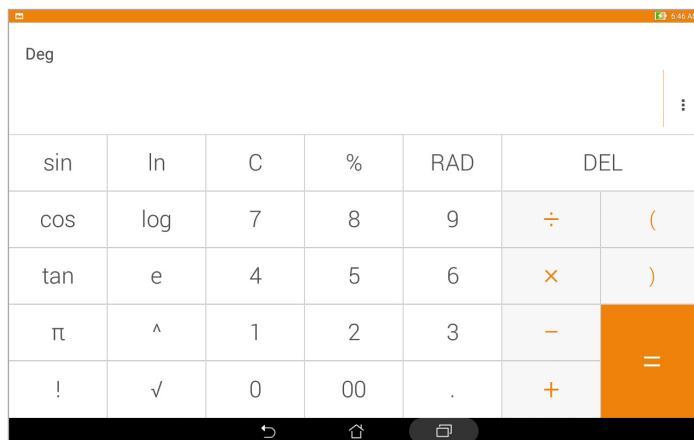 6:46 AM
Deg
sin ln C % RAD DEL
cos log 7 8 9 ÷ (
tan e 4 5 6 × )
π ^ 1 2 3 −
=
! √ 0 00 . +